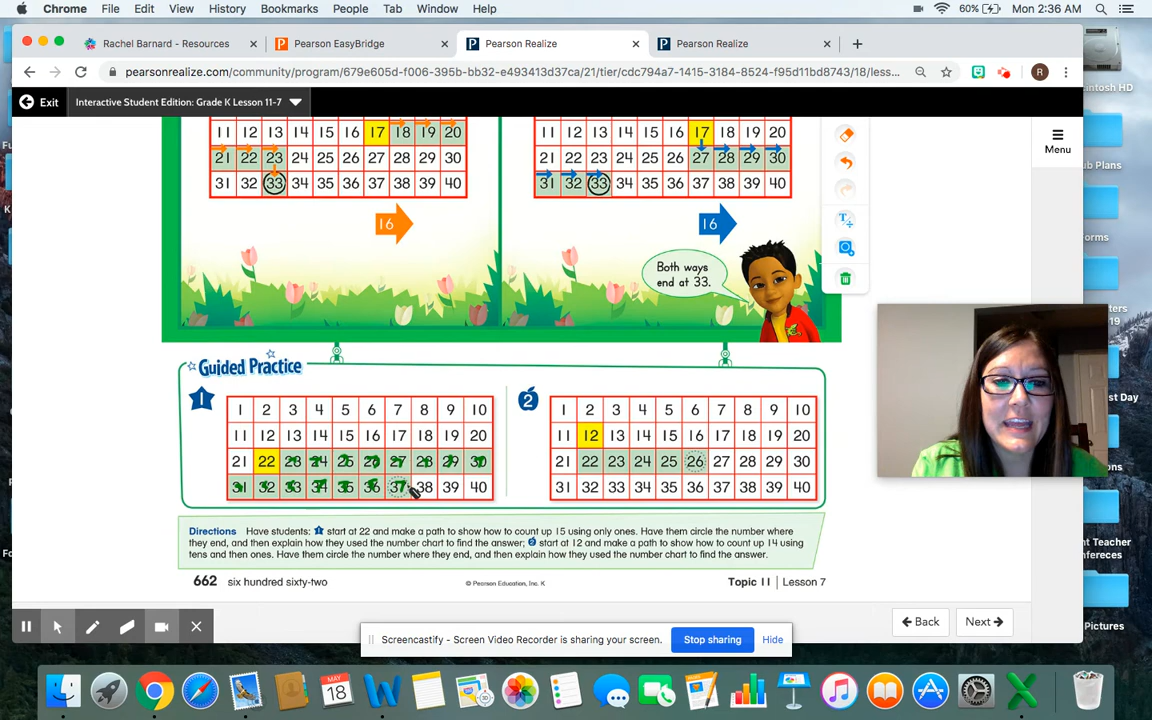 Chrome File Edit View History Bookmarks People Tab Window Help 60% Mon 2:36 AM
Rachel Barnard - Resources Pearson EasyBridge Pearson Realize Pearson Realize
pearsonrealize.com/community/program/679e605d-f006-395b-bb32-e493413d37ca/21/tier/cdc794a7-1415-3184-8524-f95d11bd8743/18/less... R
Exit Interactive Student Edition: Grade K Lesson 11-7
Menu
11 12 13 14 15 16 17 18 19 20
21 22 23 24 25 26 27 28 29 30
31 32 33 34 35 36 37 38 39 40
16
11 12 13 14 15 16 17 18 19 20
21 22 23 24 25 26 27 28 29 30
31 32 33 34 35 36 37 38 39 40
16
Both ways
end at 33.
Guided Practice
1
1 2 3 4 5 6 7 8 9 10
11 12 13 14 15 16 17 18 19 20
21 22 23 24 25 26 27 28 29 30
31 32 33 34 35 36 37 38 39 40
2
1 2 3 4 5 6 7 8 9 10
11 12 13 14 15 16 17 18 19 20
21 22 23 24 25 26 27 28 29 30
31 32 33 34 35 36 37 38 39 40
Directions Have students: 1 start at 22 and make a path to show how to count up 15 using only ones. Have them circle the number where
they end, and then explain how they used the number chart to find the answer; 2 start at 12 and make a path to show how to count up 14 using
tens and then ones. Have them circle the number where they end, and then explain how they used the number chart to find the answer.
662 six hundred sixty-two © Pearson Education, Inc. K Topic 11 | Lesson 7
Back Next
Screencastify - Screen Video Recorder is sharing your screen. Stop sharing Hide
Pictures
MAY
18